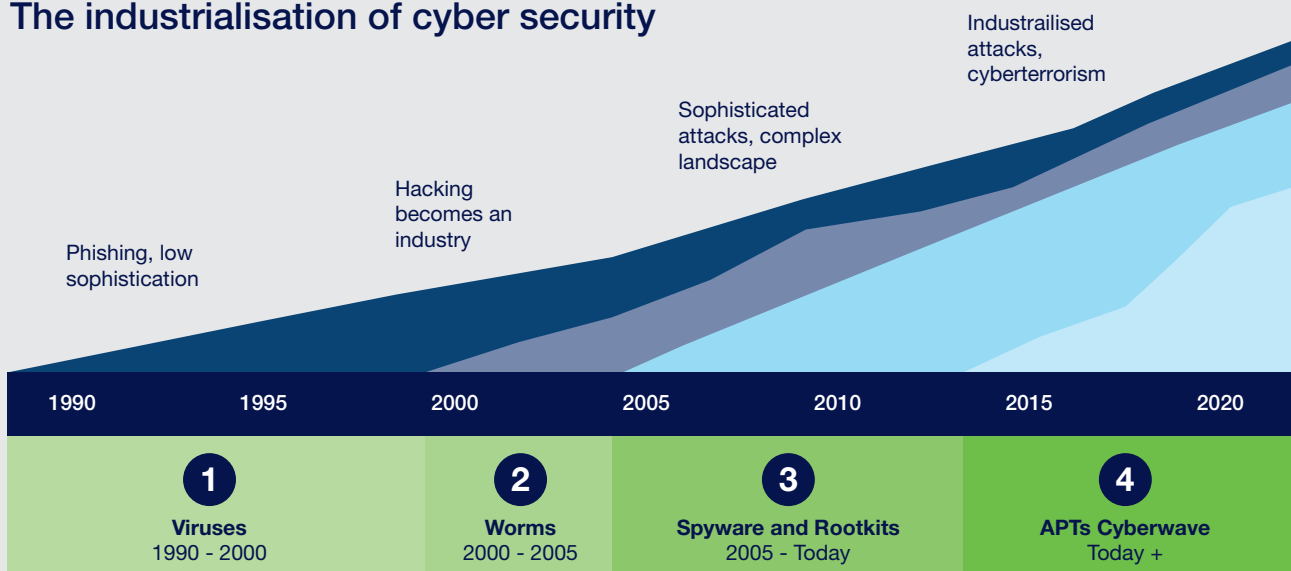 The industrialisation of cyber security
Industrailised
attacks,
cyberterrorism
Sophisticated
attacks, complex
landscape
Hacking
becomes an
industry
Phishing, low
sophistication
1990 1995 2000 2005 2010 2015 2020
1 2 3 4
Viruses Worms Spyware and Rootkits APTs Cyberwave
1990 - 2000 2000 - 2005 2005 - Today Today +